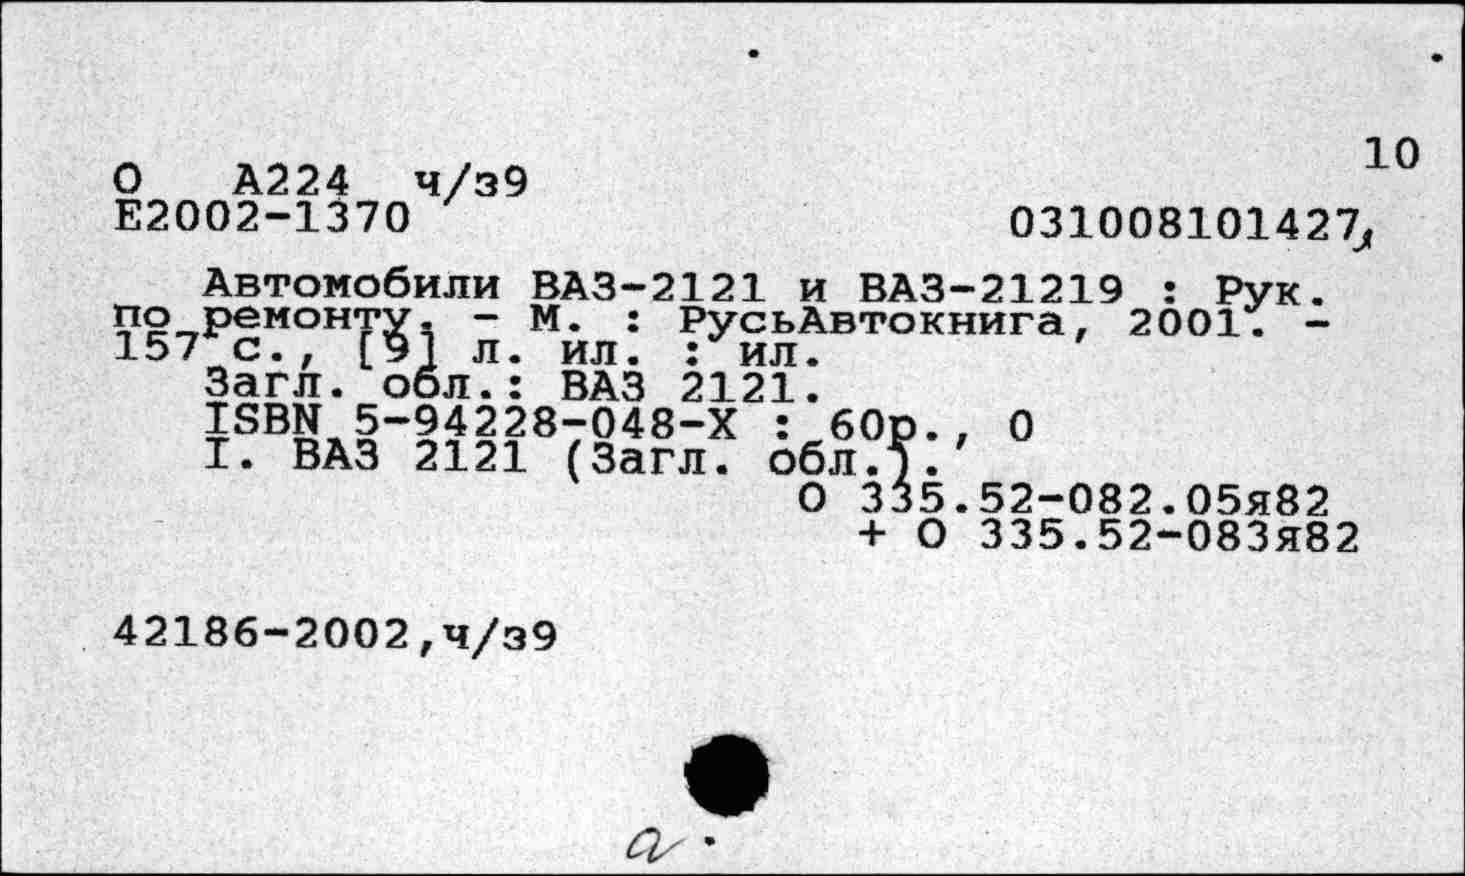 10
О А224 ч/з9
Е2002-1370
031008101427
Автомобили ВАЗ-2121 и ВАЗ-21219 : Рук.
по ремонту. - М. : РусьАвтокнига, 2001. -
157 с., [9] л. ил. : ил.
Загл. обл.: ВАЗ 2121.
ISBN 5-94228-048-X : 60р., 0
I. ВАЗ 2121 (Загл. обл.).
О 335.52-082.05я82
+ О 335.52-083я82
42186-2002,ч/з9
а